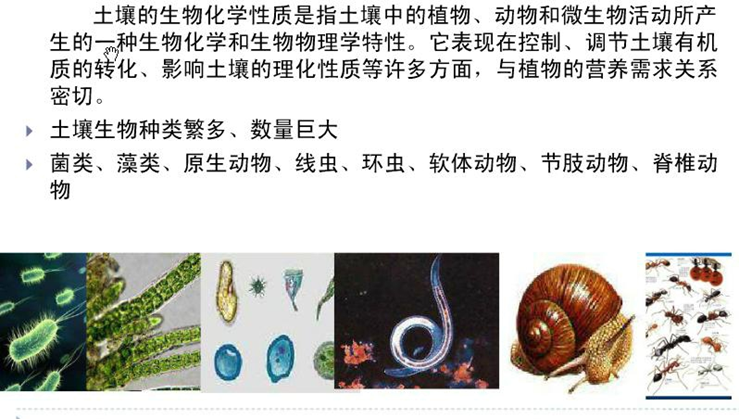 土壤的生物化学性质是指土壤中的植物、动物和微生物活动所产
生的一种生物化学和生物物理学特性。它表现在控制、调节土壤有机
质的转化、影响土壤的理化性质等许多方面，与植物的营养需求关系
密切。
土壤生物种类繁多、数量巨大
菌类、藻类、原生动物、线虫、环虫、软体动物、节肢动物、脊椎动
物